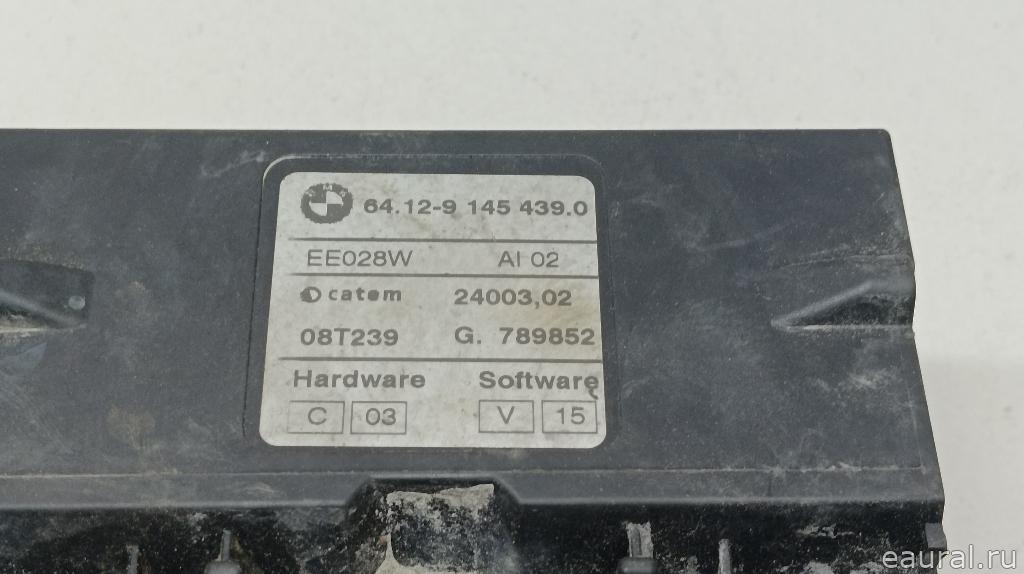 BMW 64.12-9 145 439.0
EE028W AI 02
catem 24003,02
08T239 G. 789852
Hardware Software
C 03 V 15
eaural.ru